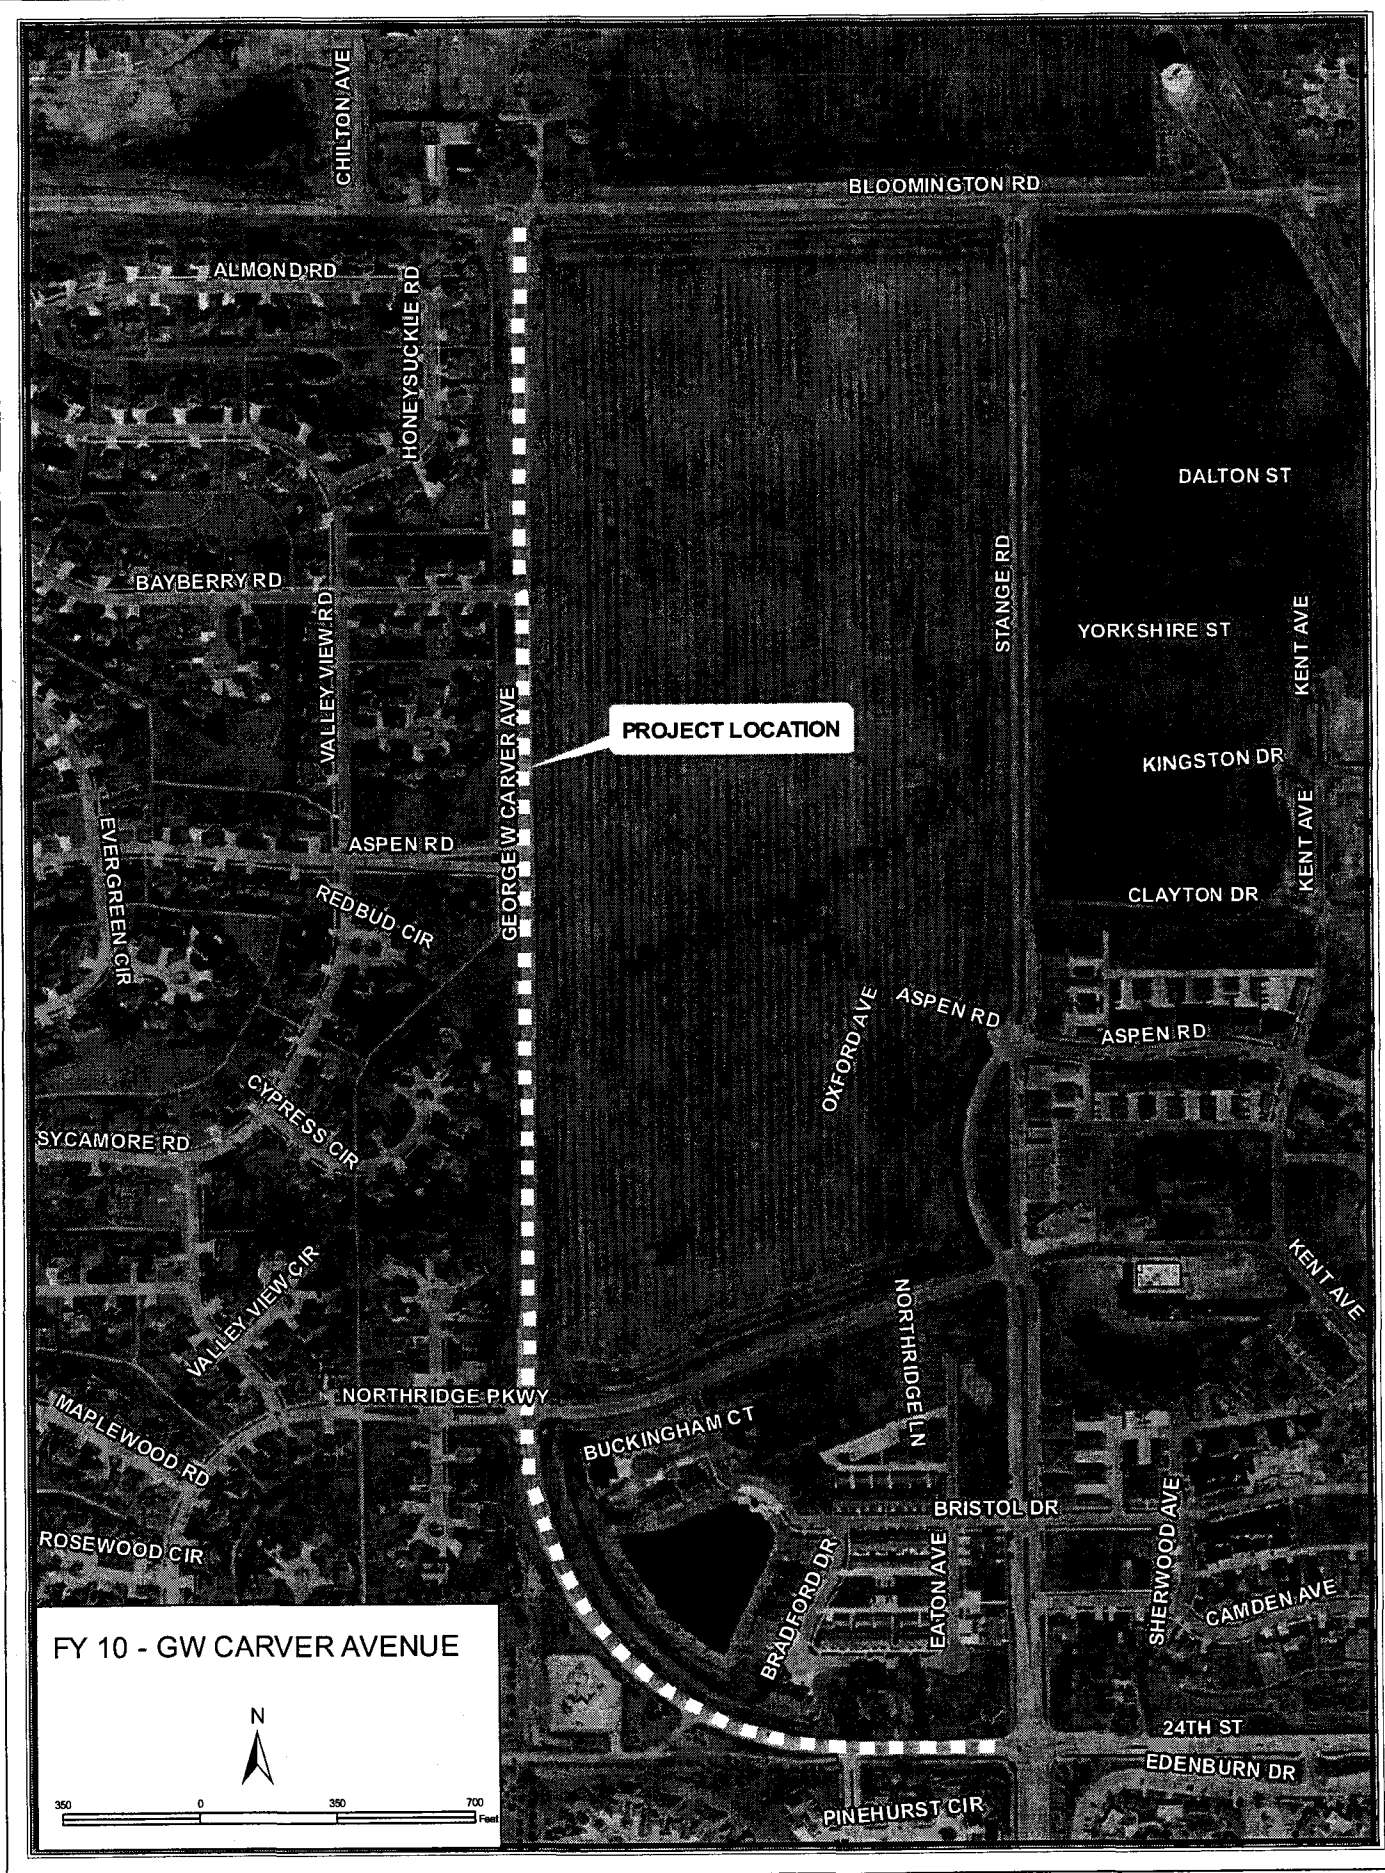 CHILTON AVE
BLOOMINGTON RD
ALMOND RD
HONEYSUCKLE RD
DALTON ST
BAYBERRY RD
VALLEY VIEW RD
STANGE RD
YORKSHIRE ST
KENT AVE
GEORGE W CARVER AVE
PROJECT LOCATION
KINGSTON DR
KENT AVE
EVERGREEN CIR
ASPEN RD
REDBUD CIR
CLAYTON DR
OXFORD AVE
ASPEN RD
ASPEN RD
CYPRESS CIR
SYCAMORE RD
VALLEY VIEW CIR
NORTHRIDGE LN
KENT AVE
MAPLEWOOD RD
NORTHRIDGE PKWY
BUCKINGHAM CT
ROSEWOOD CIR
BRISTOL DR
BRADFORD DR
EATON AVE
SHERWOOD AVE
CAMDEN AVE
FY 10 - GW CARVER AVENUE
N
350 0 350 700
Feet
24TH ST
EDENBURN DR
PINEHURST CIR